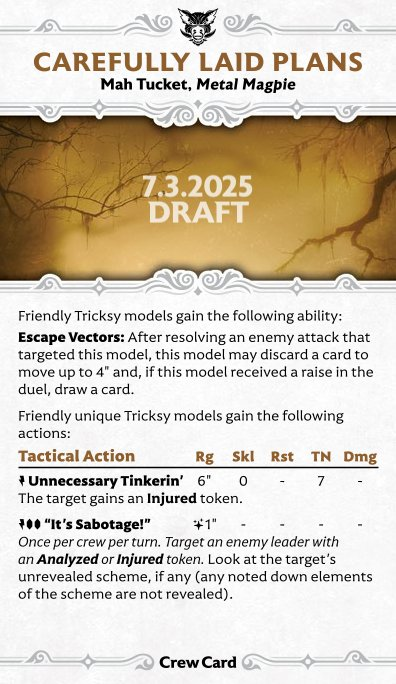 CAREFULLY LAID PLANS
Mah Tucket, Metal Magpie
7.3.2025
DRAFT
Friendly Tricksy models gain the following ability:
Escape Vectors: After resolving an enemy attack that
targeted this model, this model may discard a card to
move up to 4" and, if this model received a raise in the
duel, draw a card.
Friendly unique Tricksy models gain the following
actions:
Tactical Action Rg Skl Rst TN Dmg
Unnecessary Tinkerin' 6" 0 - 7 -
The target gains an Injured token.
"It's Sabotage!" 1" - - - -
Once per crew per turn. Target an enemy leader with
an Analyzed or Injured token. Look at the target's
unrevealed scheme, if any (any noted down elements
of the scheme are not revealed).
Crew Card